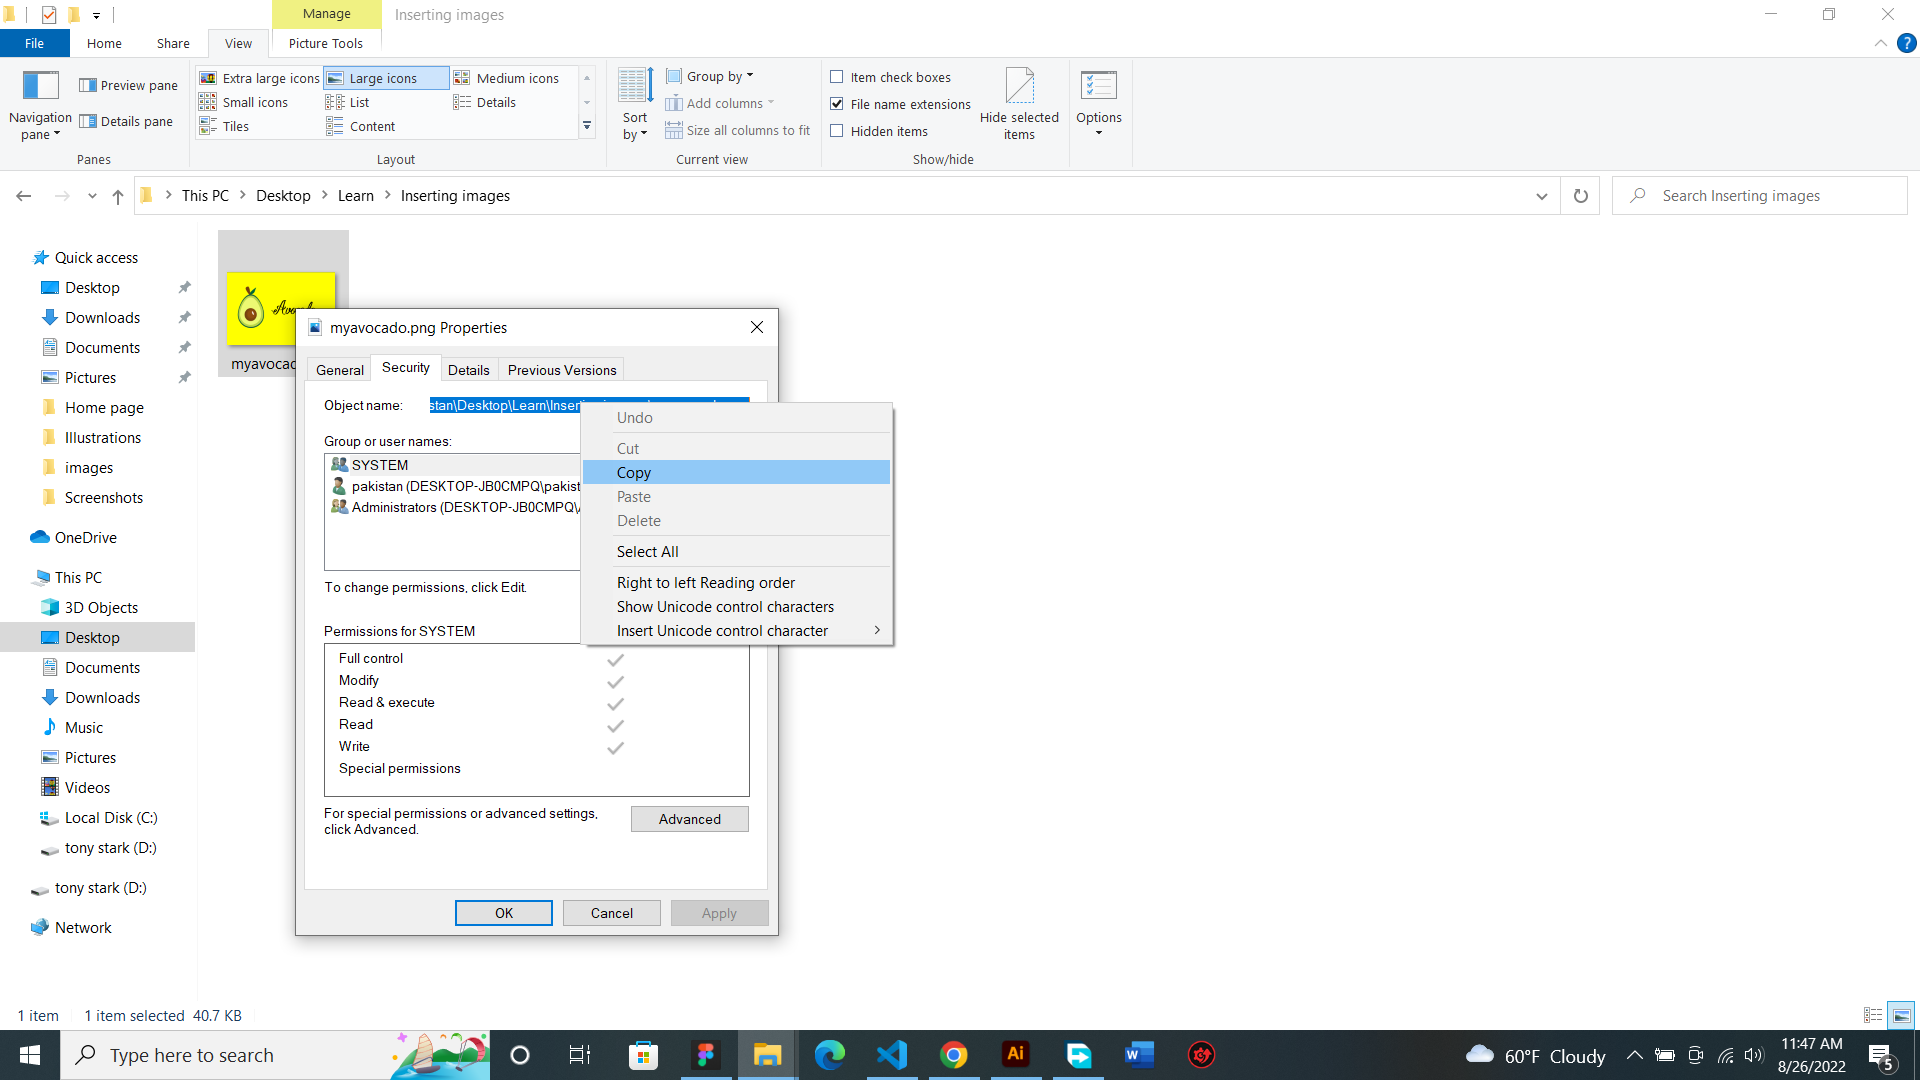 Manage
Inserting images
File
Home
Share
View
Picture Tools
?
Navigation pane
Preview pane
Details pane
Panes
Extra large icons
Large icons
Medium icons
Small icons
List
Details
Tiles
Content
Layout
Sort by
Group by
Add columns
Size all columns to fit
Current view
Item check boxes
File name extensions
Hidden items
Hide selected items
Show/hide
Options
This PC > Desktop > Learn > Inserting images
Search Inserting images
Quick access
Desktop
Downloads
Documents
Pictures
Home page
Illustrations
images
Screenshots
OneDrive
This PC
3D Objects
Desktop
Documents
Downloads
Music
Pictures
Videos
Local Disk (C:)
tony stark (D:)
tony stark (D:)
Network
myavocad
myavocado.png Properties
General
Security
Details
Previous Versions
Object name:
stan\Desktop\Learn\Insert
Group or user names:
SYSTEM
pakistan (DESKTOP-JB0CMPQ\pakist
Administrators (DESKTOP-JB0CMPQ\
To change permissions, click Edit.
Permissions for SYSTEM
Full control
Modify
Read & execute
Read
Write
Special permissions
For special permissions or advanced settings,
click Advanced.
Advanced
OK
Cancel
Apply
Undo
Cut
Copy
Paste
Delete
Select All
Right to left Reading order
Show Unicode control characters
Insert Unicode control character
1 item
1 item selected 40.7 KB
Type here to search
Ai
W
60°F Cloudy
11:47 AM
8/26/2022
5